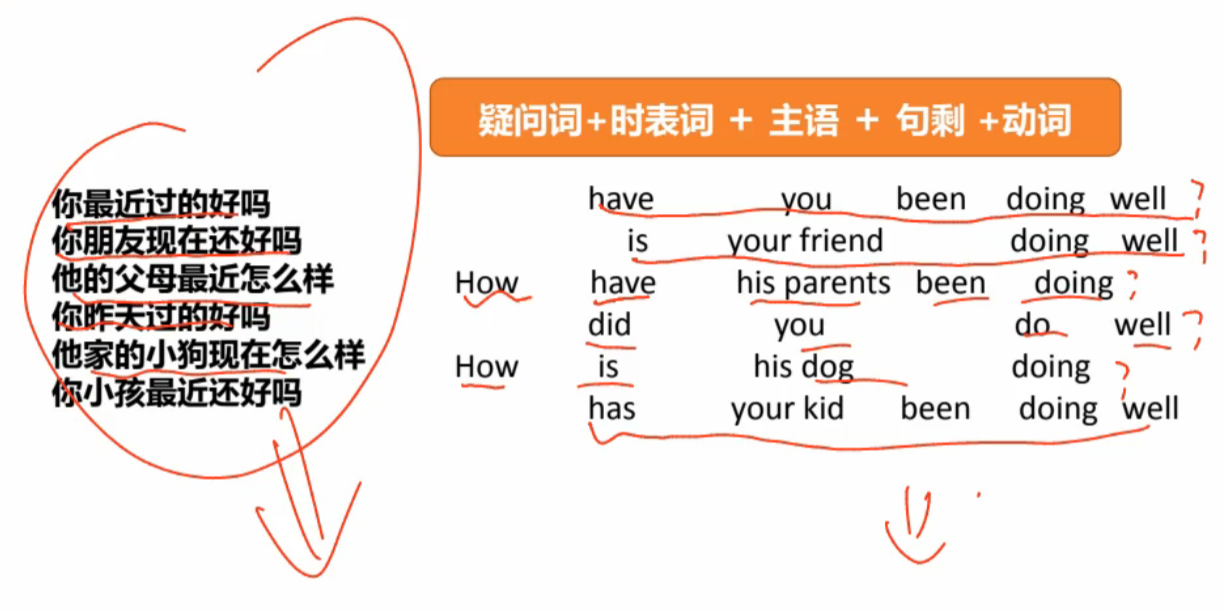 疑问词+时表词 + 主语 + 句剩 +动词
你最近过的好吗
你朋友现在还好吗
他的父母最近怎么样
你昨天过的好吗
他家的小狗现在怎么样
你小孩最近还好吗
have you been doing well ?
is your friend doing well ?
How have his parents been doing ?
did you do well ?
How is his dog doing ?
has your kid been doing well